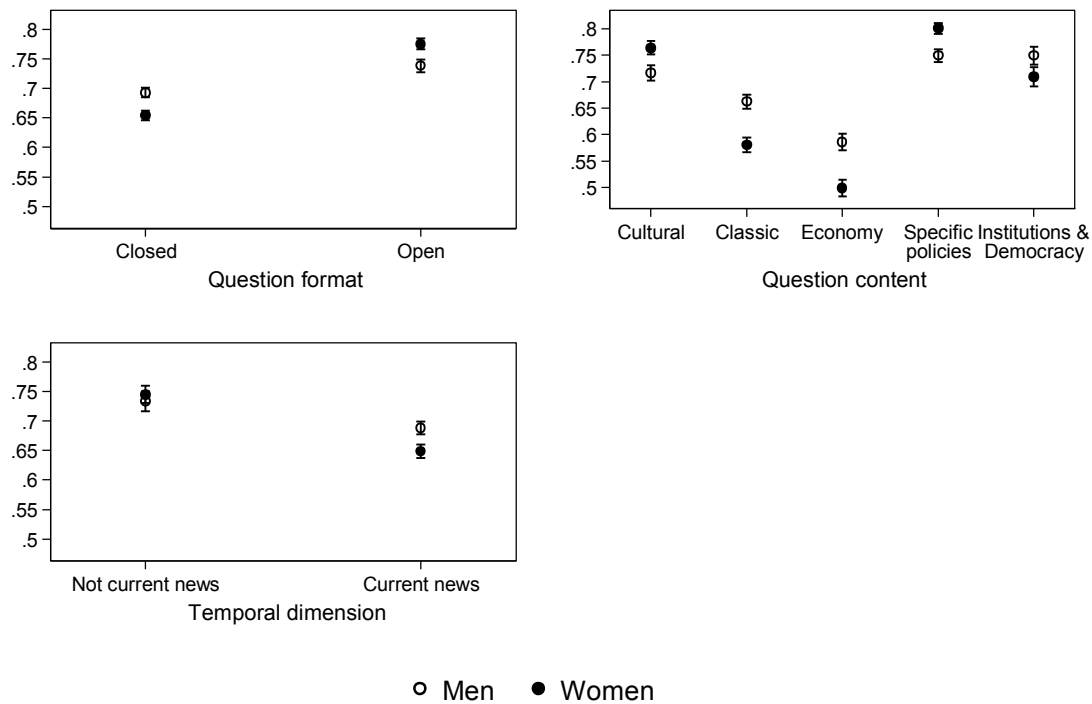 .8
.75
.7
.65
.6
.55
.5
Closed
Open
Question format
.8
.75
.7
.65
.6
.55
.5
Cultural
Classic
Economy
Specific
policies
Institutions &
Democracy
Question content
.8
.75
.7
.65
.6
.55
.5
Not current news
Current news
Temporal dimension
Men
Women